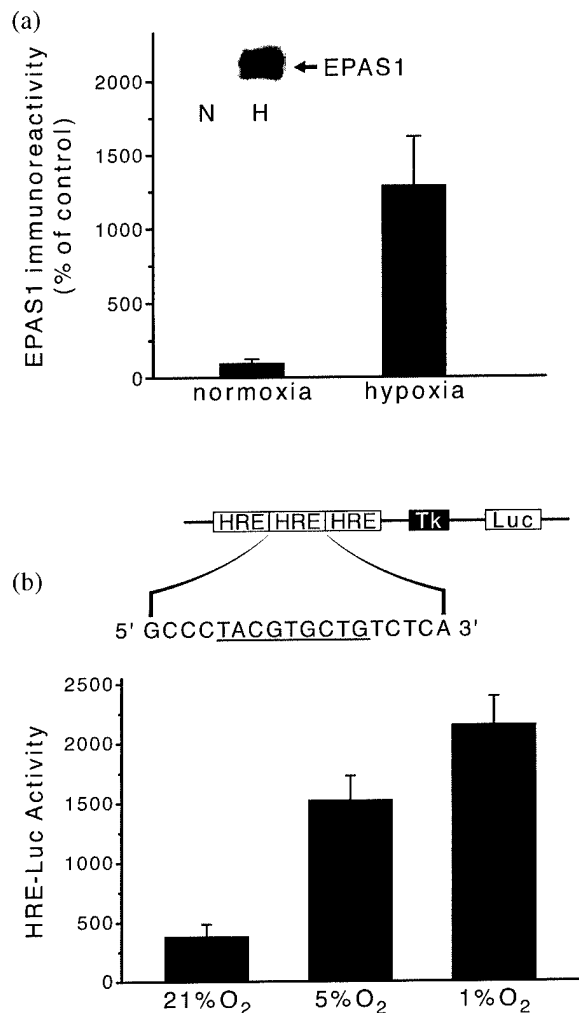 (a)
EPAS1 immunoreactivity
(% of control)
2000
1500
1000
500
0
EPAS1
N H
normoxia hypoxia
HRE HRE HRE Tk Luc
(b)
5' GCCCTACGTGCTGTCTCA 3'
HRE-Luc Activity
2500
2000
1500
1000
500
0
21%O₂ 5%O₂ 1%O₂